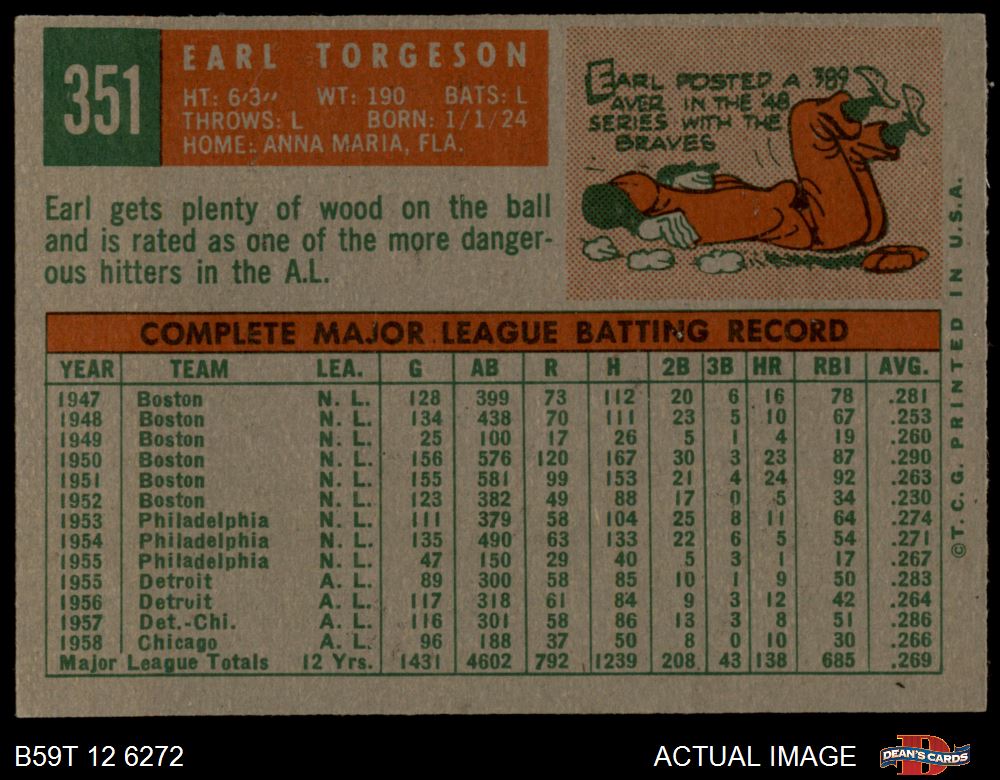 351
EARL TORGESON
HT: 6'3" WT: 190 BATS: L
THROWS: L BORN: 1/1/24
HOME: ANNA MARIA, FLA.
EARL POSTED A .389
AVER IN THE '48
SERIES WITH THE
BRAVES
Earl gets plenty of wood on the ball
and is rated as one of the more danger-
ous hitters in the A.L.
COMPLETE MAJOR LEAGUE BATTING RECORD
YEAR TEAM LEA. G AB R H 2B 3B HR RBI AVG.
1947 Boston N. L. 128 399 73 112 20 6 16 78 .281
1948 Boston N. L. 134 438 70 111 23 5 10 67 .253
1949 Boston N. L. 25 100 17 26 5 1 4 19 .260
1950 Boston N. L. 156 576 120 167 30 3 23 87 .290
1951 Boston N. L. 155 581 99 153 21 4 24 92 .263
1952 Boston N. L. 123 382 49 88 17 0 5 34 .230
1953 Philadelphia N. L. 111 379 58 104 25 8 11 64 .274
1954 Philadelphia N. L. 135 490 63 133 22 6 5 54 .271
1955 Philadelphia N. L. 47 150 29 40 5 3 1 17 .267
1955 Detroit A. L. 89 300 58 85 10 1 9 50 .283
1956 Detroit A. L. 117 318 61 84 9 3 12 42 .264
1957 Det.-Chi. A. L. 116 301 58 86 13 3 8 51 .286
1958 Chicago A. L. 96 188 37 50 8 0 10 30 .266
Major League Totals 12 Yrs. 1431 4602 792 1239 208 43 138 685 .269
©T. C. G. PRINTED IN U.S.A.
B59T 12 6272
ACTUAL IMAGE
DEAN'S CARDS